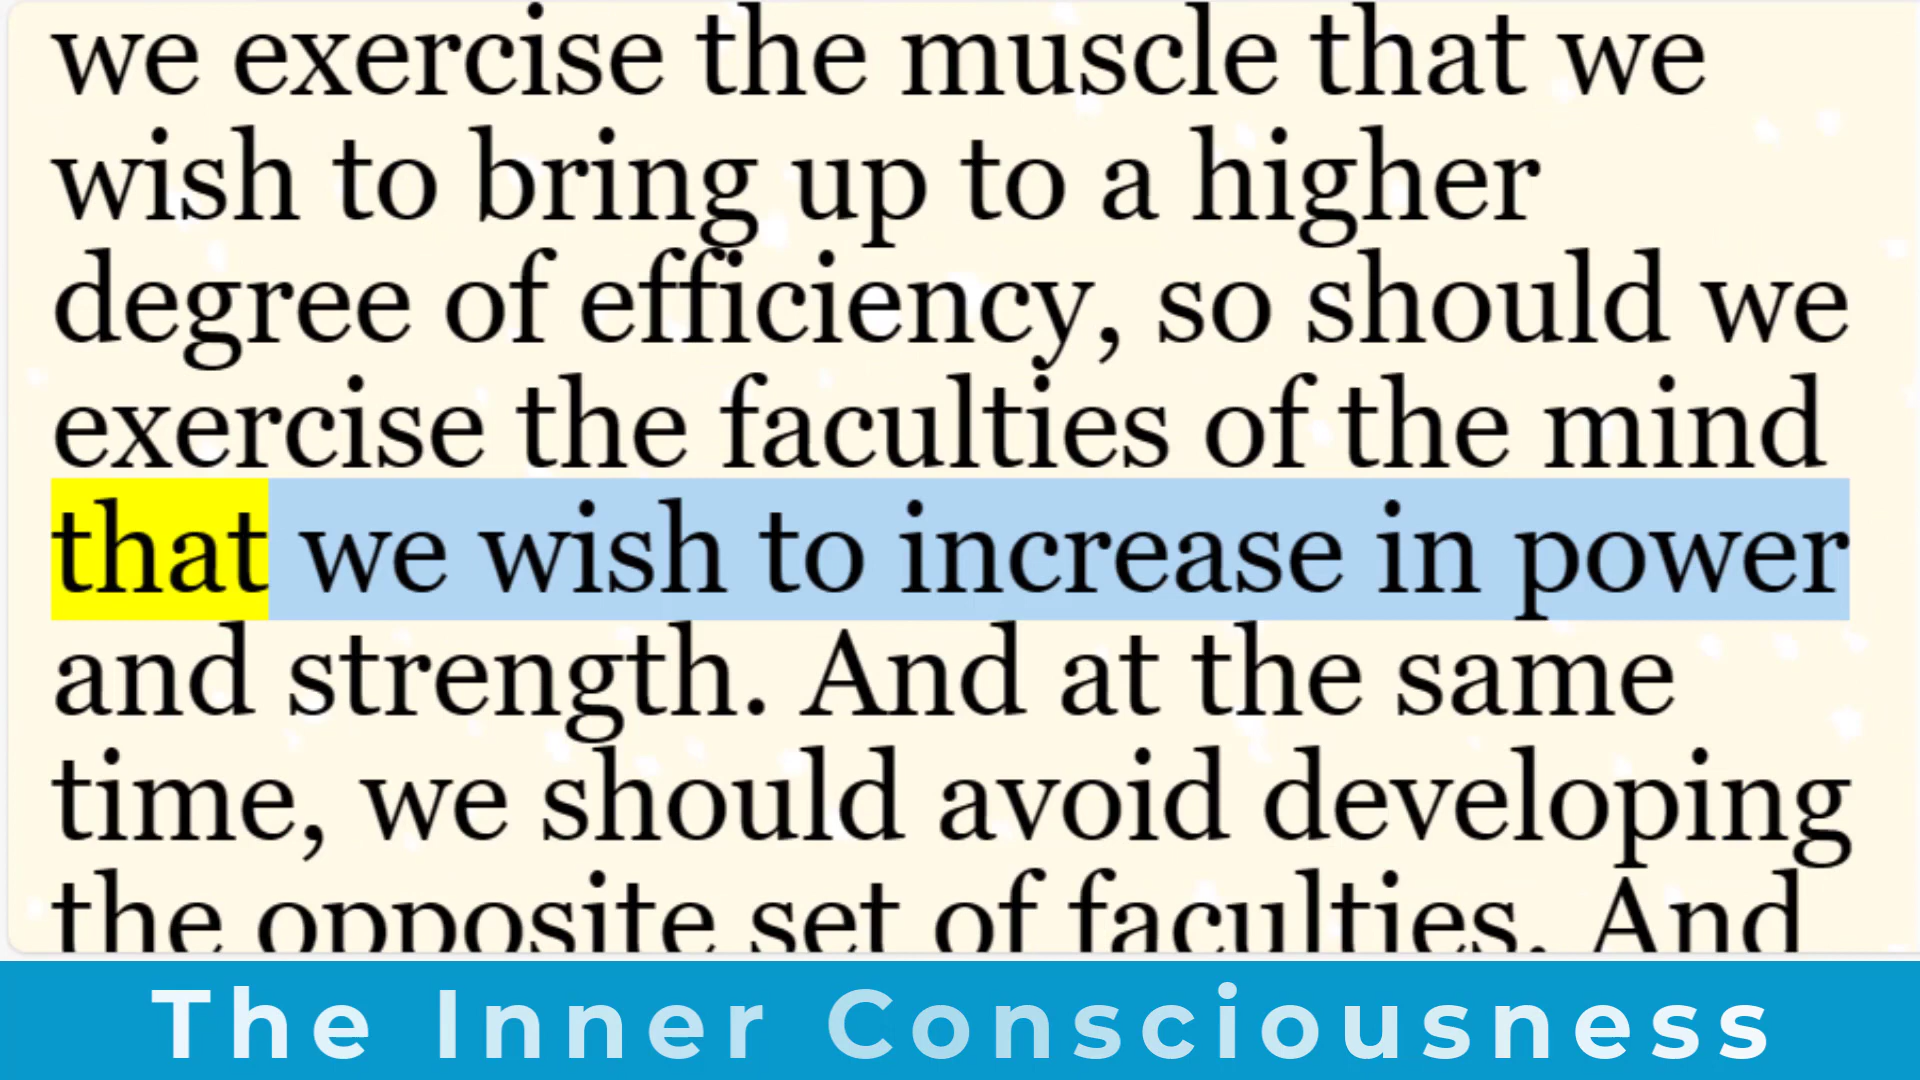 we exercise the muscle that we
wish to bring up to a higher
degree of efficiency, so should we
exercise the faculties of the mind
that we wish to increase in power
and strength. And at the same
time, we should avoid developing
the opposite set of faculties. And
The Inner Consciousness